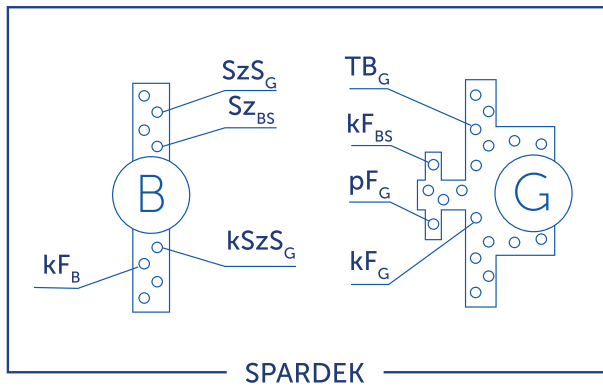 SzS_G
Sz_BS
B
kSzS_G
kF_B
TB_G
kF_BS
pF_G
G
kF_G
SPARDEK